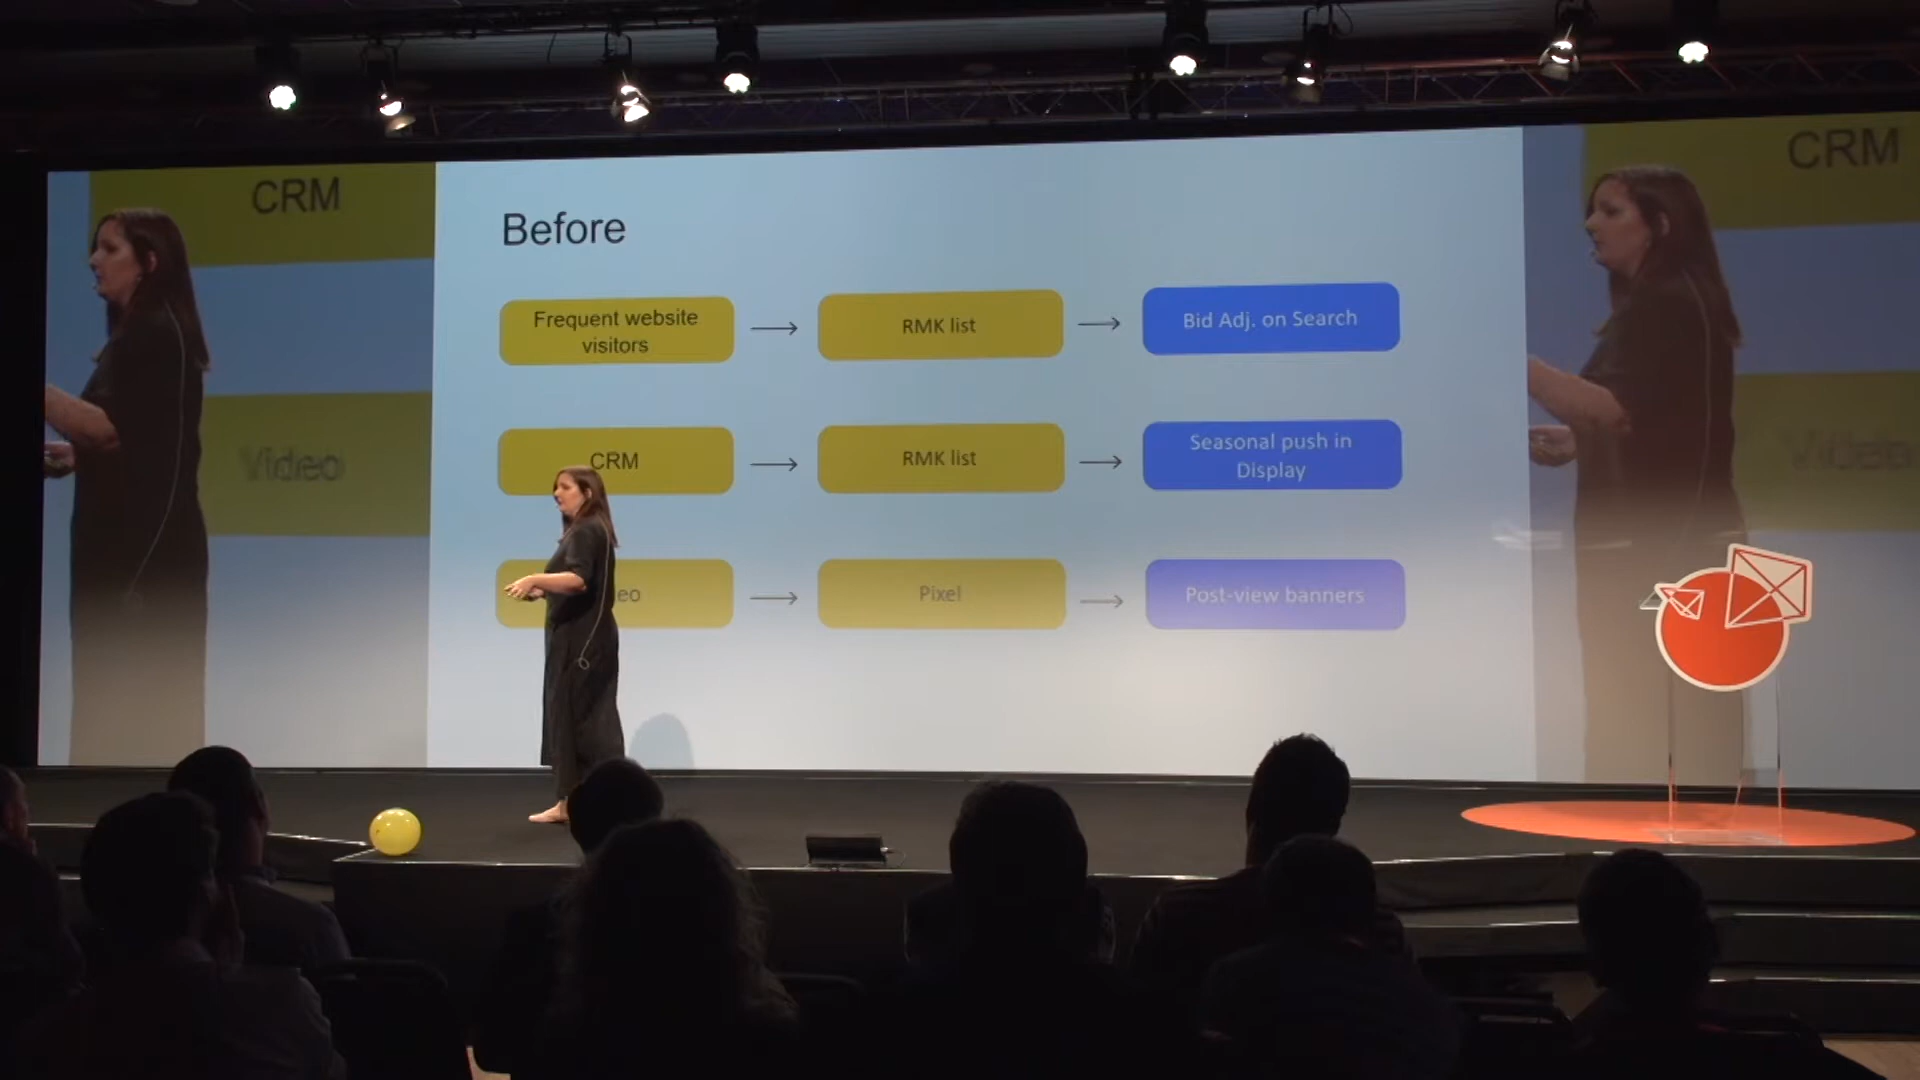 CRM
Video
Before
Frequent website
visitors
RMK list
Bid Adj. on Search
CRM
RMK list
Seasonal push in
Display
eo
Pixel
Post-view banners
CRM
Video